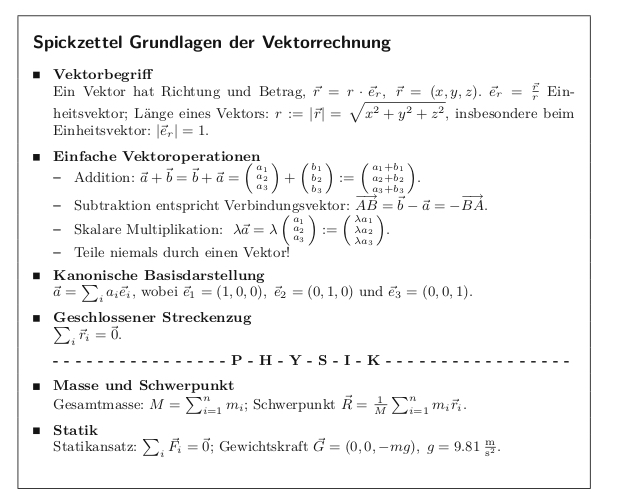 Spickzettel Grundlagen der Vektorrechnung
■ Vektorbegriff
Ein Vektor hat Richtung und Betrag, $\vec{r} = r \cdot \vec{e}_r$, $\vec{r} = (x, y, z)$. $\vec{e}_r = \frac{\vec{r}}{r}$ Ein-
heitsvektor; Länge eines Vektors: $r := |\vec{r}| = \sqrt{x^2 + y^2 + z^2}$, insbesondere beim
Einheitsvektor: $|\vec{e}_r| = 1$.
■ Einfache Vektoroperationen
– Addition: $\vec{a} + \vec{b} = \vec{b} + \vec{a} = \begin{pmatrix} a_1 \\ a_2 \\ a_3 \end{pmatrix} + \begin{pmatrix} b_1 \\ b_2 \\ b_3 \end{pmatrix} := \begin{pmatrix} a_1+b_1 \\ a_2+b_2 \\ a_3+b_3 \end{pmatrix}$.
– Subtraktion entspricht Verbindungsvektor: $\overrightarrow{AB} = \vec{b} - \vec{a} = -\overrightarrow{BA}$.
– Skalare Multiplikation: $\lambda\vec{a} = \lambda \begin{pmatrix} a_1 \\ a_2 \\ a_3 \end{pmatrix} := \begin{pmatrix} \lambda a_1 \\ \lambda a_2 \\ \lambda a_3 \end{pmatrix}$.
– Teile niemals durch einen Vektor!
■ Kanonische Basisdarstellung
$\vec{a} = \sum_i a_i \vec{e}_i$, wobei $\vec{e}_1 = (1, 0, 0)$, $\vec{e}_2 = (0, 1, 0)$ und $\vec{e}_3 = (0, 0, 1)$.
■ Geschlossener Streckenzug
$\sum_i \vec{r}_i = \vec{0}$.
- - - - - - - - - - - - - - - - P - H - Y - S - I - K - - - - - - - - - - - - - - - - -
■ Masse und Schwerpunkt
Gesamtmasse: $M = \sum_{i=1}^{n} m_i$; Schwerpunkt $\vec{R} = \frac{1}{M} \sum_{i=1}^{n} m_i \vec{r}_i$.
■ Statik
Statikansatz: $\sum_i \vec{F}_i = \vec{0}$; Gewichtskraft $\vec{G} = (0, 0, -mg)$, $g = 9.81 \, \frac{\mathrm{m}}{\mathrm{s}^2}$.